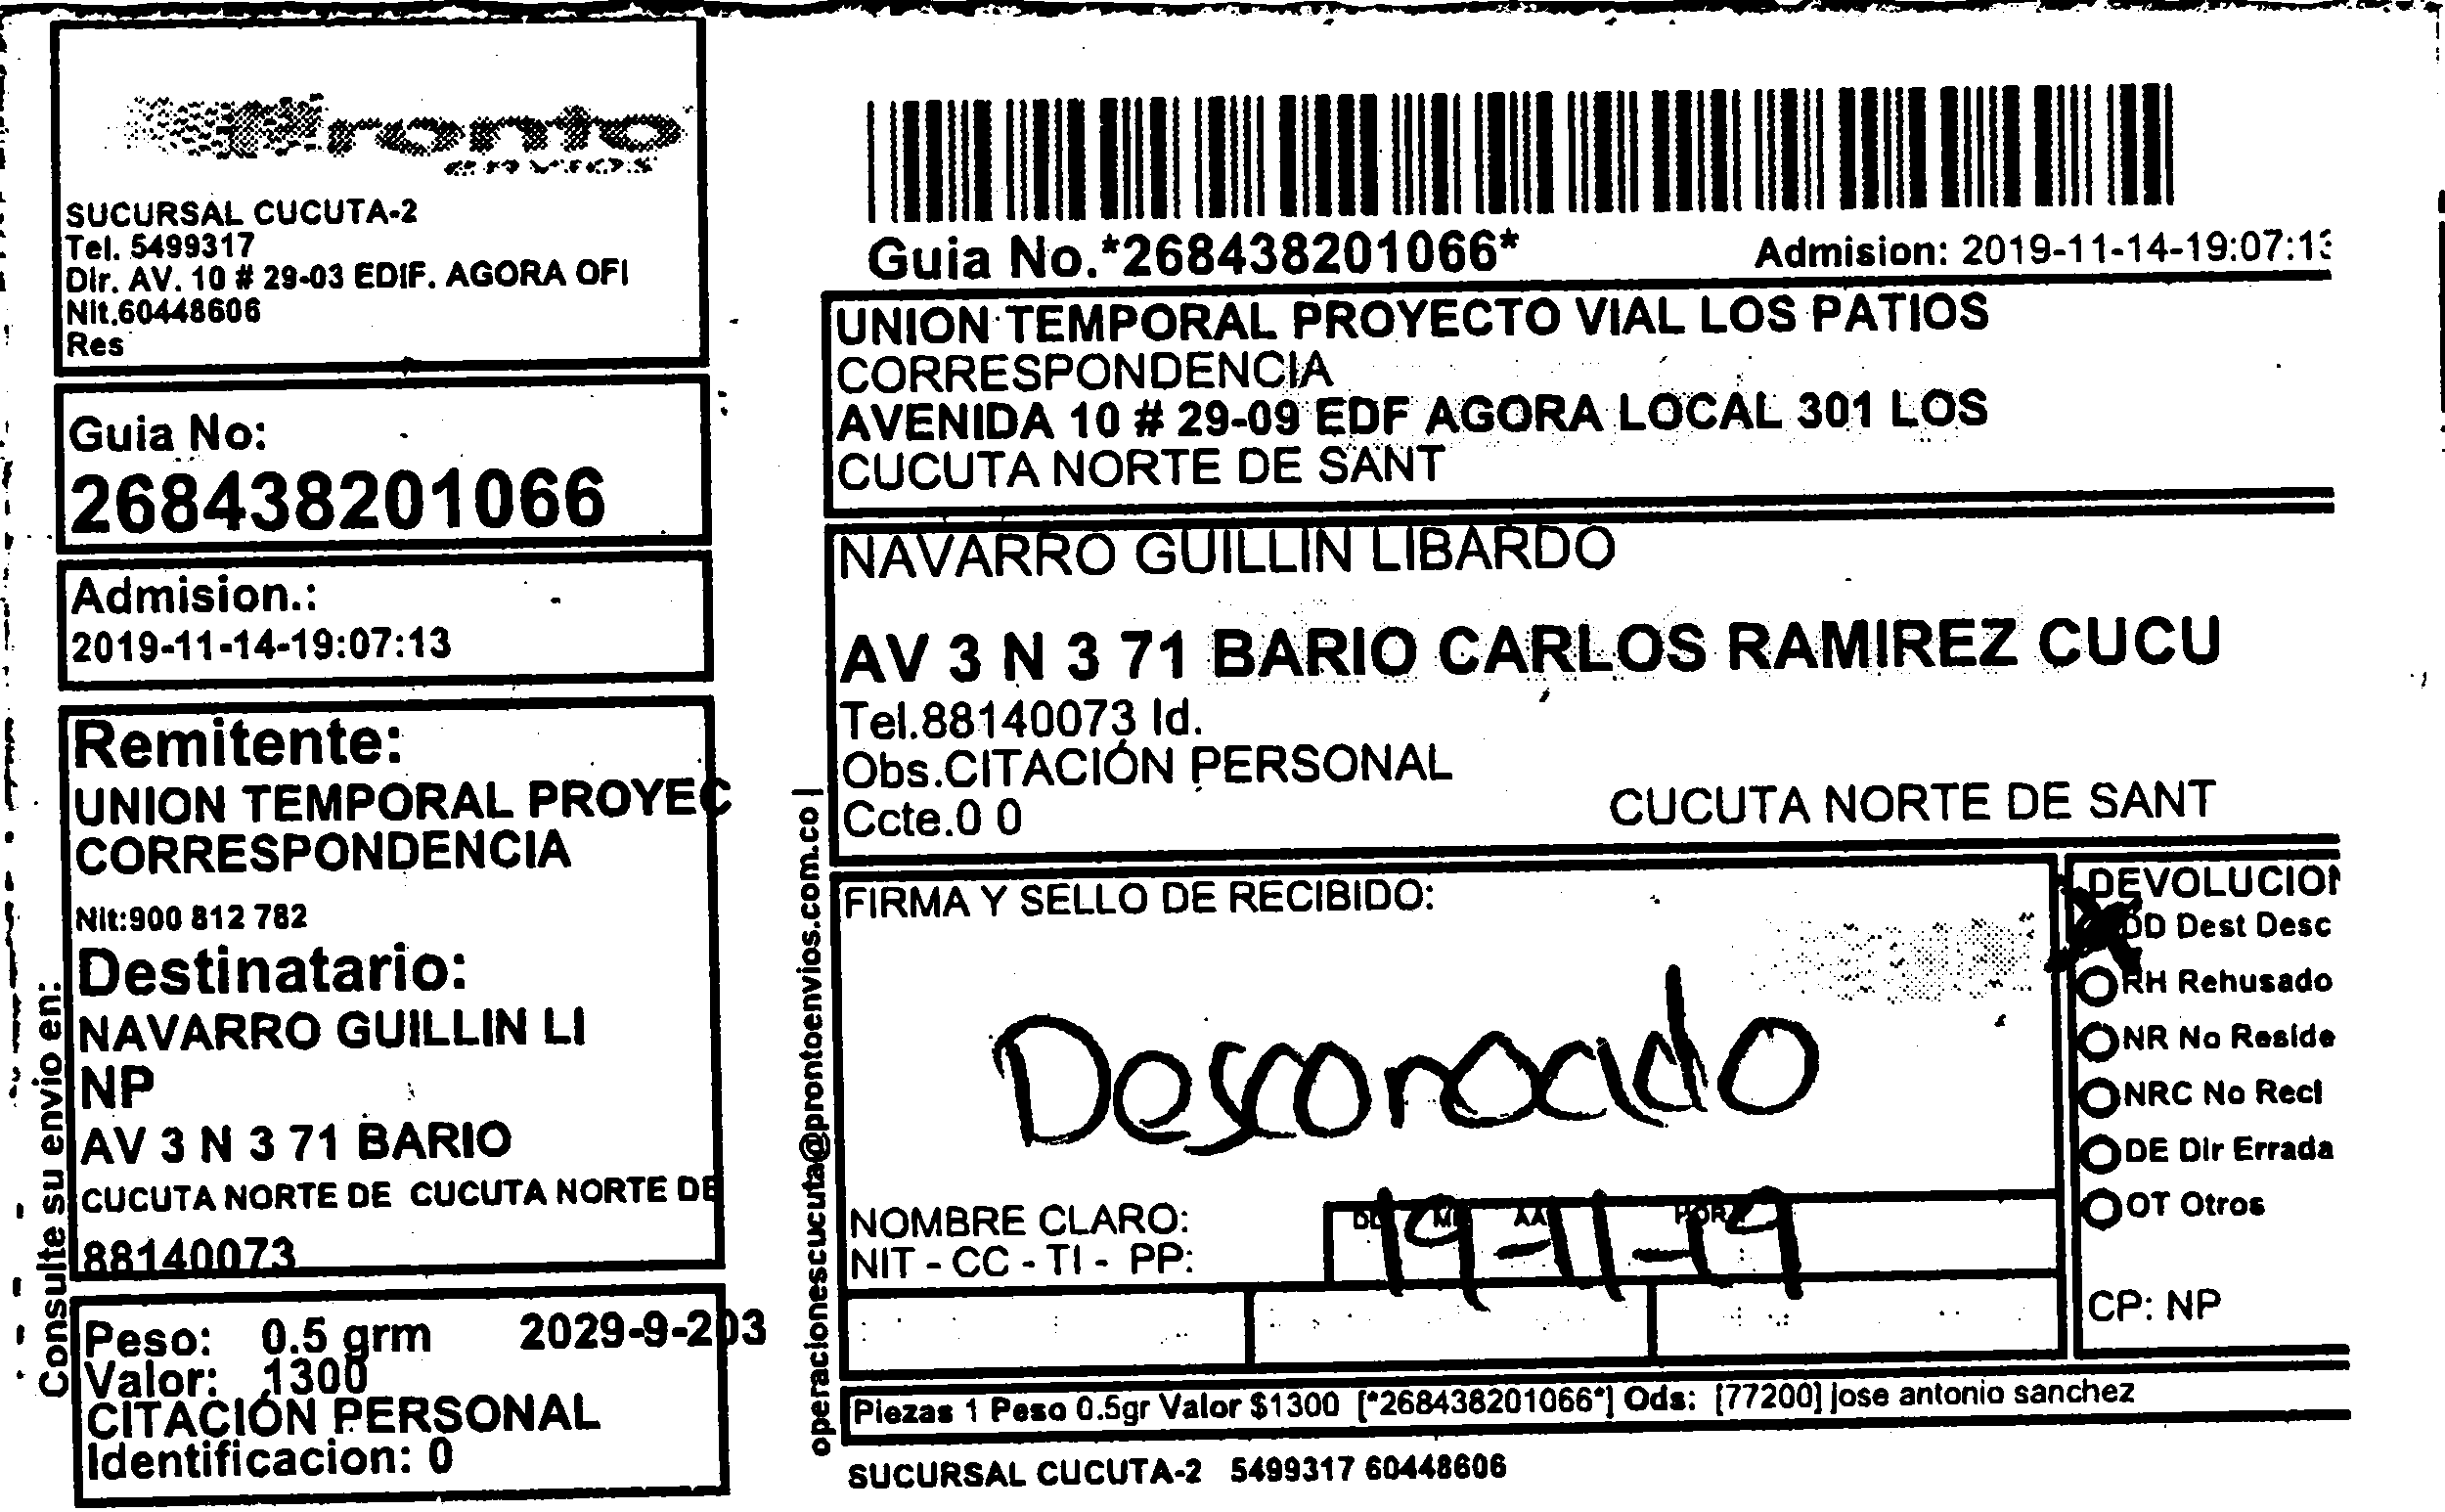 Pronto
envios
SUCURSAL CUCUTA-2
Tel. 5499317
Dir. AV. 10 # 29-03 EDIF. AGORA OFI
Nit.60448606
Res
Guia No:
268438201066
Admision.:
2019-11-14-19:07:13
Remitente:
UNION TEMPORAL PROYEC
CORRESPONDENCIA
Nit:900 812 782
Destinatario:
NAVARRO GUILLIN LI
NP
AV 3 N 3 71 BARIO
CUCUTA NORTE DE CUCUTA NORTE DE
88140073
Peso: 0.5 grm 2029-9-203
Valor: 1300
CITACIÓN PERSONAL
Identificacion: 0
Consulte su envio en:
operacionescucuta@prontoenvios.com.co |
Guia No.*268438201066* Admision: 2019-11-14-19:07:13
UNION TEMPORAL PROYECTO VIAL LOS PATIOS
CORRESPONDENCIA
AVENIDA 10 # 29-09 EDF AGORA LOCAL 301 LOS
CUCUTA NORTE DE SANT
NAVARRO GUILLIN LIBARDO
AV 3 N 3 71 BARIO CARLOS RAMIREZ CUCU
Tel.88140073 Id.
Obs.CITACIÓN PERSONAL
Ccte.0 0 CUCUTA NORTE DE SANT
FIRMA Y SELLO DE RECIBIDO:
Desconocido
NOMBRE CLARO:
NIT - CC - TI - PP:
DD MM AA HORA
19-11-19
DEVOLUCION
DD Dest Desc
RH Rehusado
NR No Reside
NRC No Recl
DE Dir Errada
OT Otros
CP: NP
Piezas 1 Peso 0.5gr Valor $1300 [*268438201066*] Ods: [77200] jose antonio sanchez
SUCURSAL CUCUTA-2 5499317 60448606